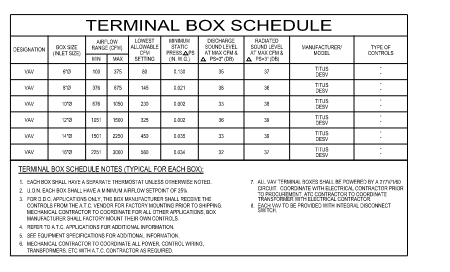 TERMINAL BOX SCHEDULE
DESIGNATION
BOX SIZE
(INLET SIZE)
AIRFLOW
RANGE (CFM)
MIN MAX
LOWEST
ALLOWABLE
CFM
SETTING
MINIMUM
STATIC
PRESS. △PS
(IN. W.G.)
DISCHARGE
SOUND LEVEL
AT MAX CFM &
△ PS=3" (DB)
RADIATED
SOUND LEVEL
AT MAX CFM &
△ PS=3" (DB)
MANUFACTURER/
MODEL
TYPE OF
CONTROLS
VAV 6"Ø 100 375 80 0.130 35 37 TITUS DESV
VAV 8"Ø 376 675 145 0.021 35 38 TITUS DESV
VAV 10"Ø 676 1050 230 0.002 33 38 TITUS DESV
VAV 12"Ø 1051 1500 325 0.002 36 39 TITUS DESV
VAV 14"Ø 1501 2250 450 0.035 33 39 TITUS DESV
VAV 16"Ø 2251 3000 560 0.034 32 37 TITUS DESV
TERMINAL BOX SCHEDULE NOTES (TYPICAL FOR EACH BOX):
1. EACH BOX SHALL HAVE A SEPARATE THERMOSTAT UNLESS OTHERWISE NOTED.
2. U.O.N. EACH BOX SHALL HAVE A MINIMUM AIRFLOW SETPOINT OF 25%.
3. FOR D.D.C. APPLICATIONS ONLY, THE BOX MANUFACTURER SHALL RECEIVE THE
CONTROLS FROM THE A.T.C. VENDOR FOR FACTORY MOUNTING PRIOR TO SHIPPING.
MECHANICAL CONTRACTOR TO COORDINATE FOR ALL OTHER APPLICATIONS, BOX
MANUFACTURER SHALL FACTORY MOUNT THEIR OWN CONTROLS.
4. REFER TO A.T.C. APPLICATIONS FOR ADDITIONAL INFORMATION.
5. SEE EQUIPMENT SPECIFICATIONS FOR ADDITIONAL INFORMATION.
6. MECHANICAL CONTRACTOR TO COORDINATE ALL POWER, CONTROL WIRING,
TRANSFORMERS, ETC WITH A.T.C. CONTRACTOR AS REQUIRED.
7. ALL VAV TERMINAL BOXES SHALL BE POWERED BY A 277V/1/60
CIRCUIT. COORDINATE WITH ELECTRICAL CONTRACTOR PRIOR
TO PROCUREMENT. ATC CONTRACTOR TO COORDINATE
TRANSFORMER WITH ELECTRICAL CONTRACTOR.
8. EACH VAV TO BE PROVIDED WITH INTEGRAL DISCONNECT
SWITCH.